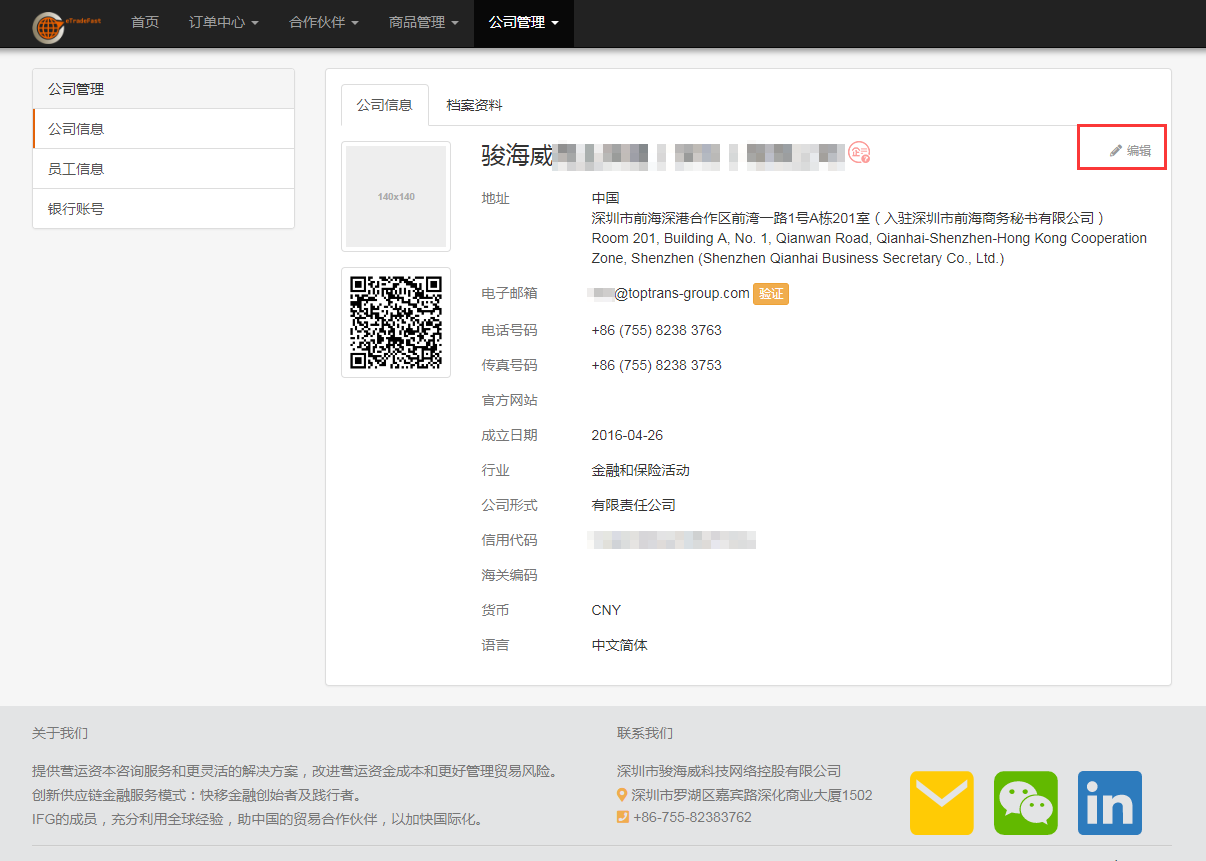 eTradeFast
首页 订单中心 合作伙伴 商品管理 公司管理
公司管理
公司信息
员工信息
银行账号
公司信息 档案资料
140x140
骏海威
编辑
地址 中国
深圳市前海深港合作区前湾一路1号A栋201室（入驻深圳市前海商务秘书有限公司）
Room 201, Building A, No. 1, Qianwan Road, Qianhai-Shenzhen-Hong Kong Cooperation
Zone, Shenzhen (Shenzhen Qianhai Business Secretary Co., Ltd.)
电子邮箱 @toptrans-group.com 验证
电话号码 +86 (755) 8238 3763
传真号码 +86 (755) 8238 3753
官方网站
成立日期 2016-04-26
行业 金融和保险活动
公司形式 有限责任公司
信用代码
海关编码
货币 CNY
语言 中文简体
关于我们
提供营运资本咨询服务和更灵活的解决方案，改进营运资金成本和更好管理贸易风险。
创新供应链金融服务模式：快移金融创始者及践行者。
IFG的成员，充分利用全球经验，助中国的贸易合作伙伴，以加快国际化。
联系我们
深圳市骏海威科技网络控股有限公司
深圳市罗湖区嘉宾路深化商业大厦1502
+86-755-82383762
in